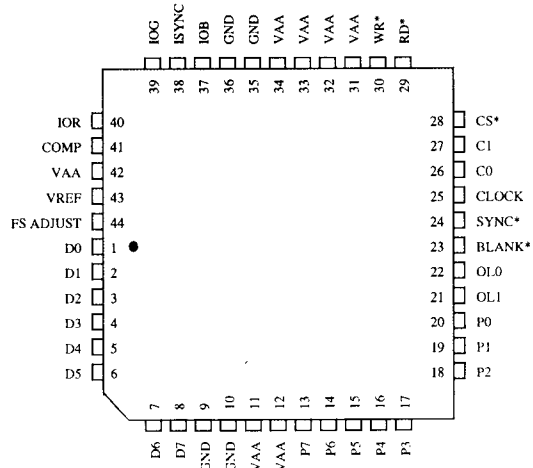 IOG ISYNC IOB GND GND VAA VAA VAA VAA WR* RD*
39 38 37 36 35 34 33 32 31 30 29
IOR 40 28 CS*
COMP 41 27 C1
VAA 42 26 C0
VREF 43 25 CLOCK
FS ADJUST 44 24 SYNC*
D0 1 23 BLANK*
D1 2 22 OL0
D2 3 21 OL1
D3 4 20 P0
D4 5 19 P1
D5 6 18 P2
7 8 9 10 11 12 13 14 15 16 17
D6 D7 GND GND VAA VAA P7 P6 P5 P4 P3